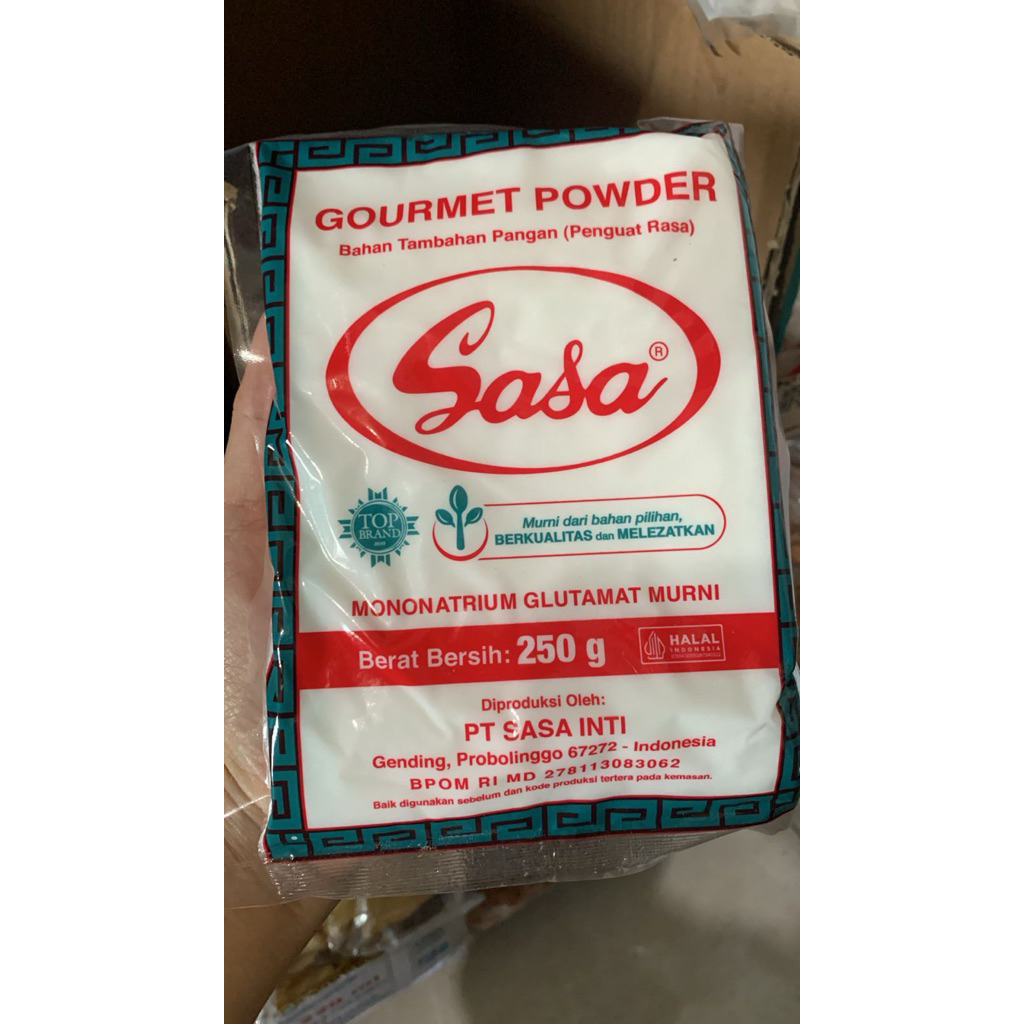 GOURMET POWDER
Bahan Tambahan Pangan (Penguat Rasa)
Sasa®
TOP
BRAND
Murni dari bahan pilihan,
BERKUALITAS dan MELEZATKAN
MONONATRIUM GLUTAMAT MURNI
Berat Bersih: 250 g
HALAL
INDONESIA
Diproduksi Oleh:
PT SASA INTI
Gending, Probolinggo 67272 - Indonesia
BPOM RI MD 278113083062
Baik digunakan sebelum dan kode produksi tertera pada kemasan.